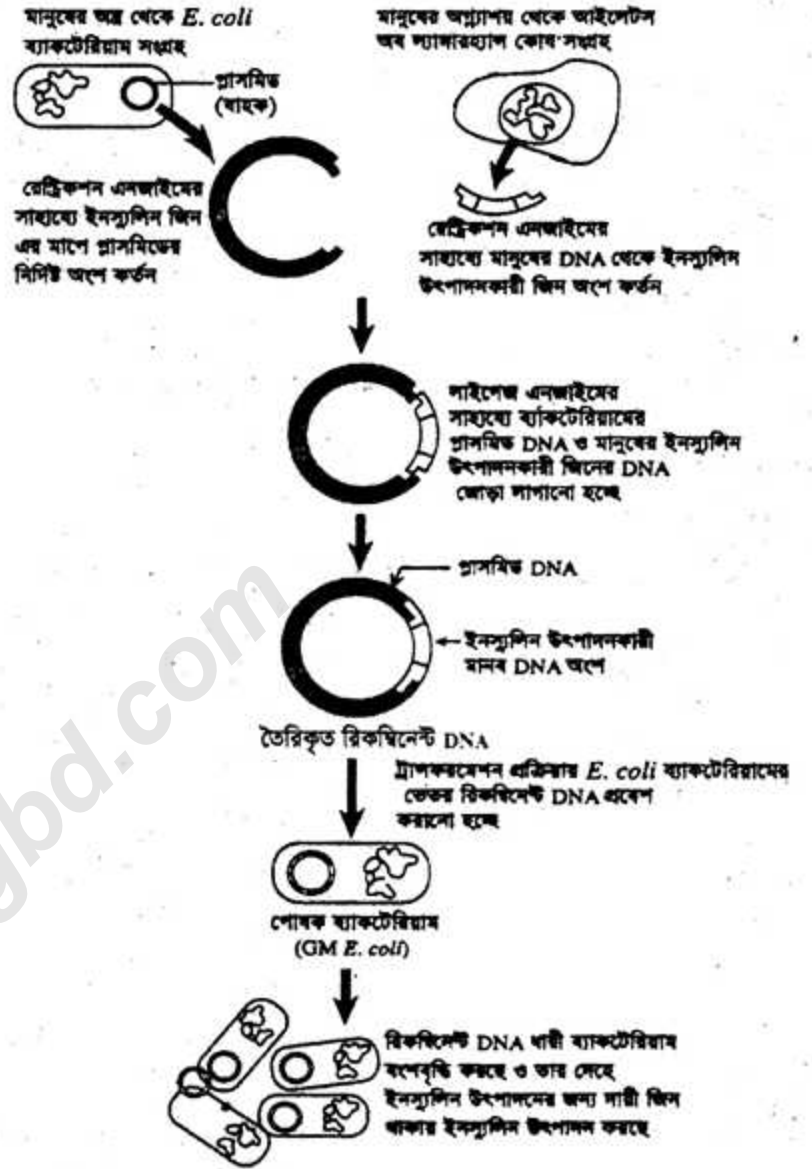 মানুষের অন্ত্র থেকে E. coli
ব্যাকটেরিয়াম সংগ্রহ
প্লাসমিড
(বাহক)
রেস্ট্রিকশন এনজাইমের
সাহায্যে ইনস্যুলিন জিন
এর মাপে প্লাসমিডের
নির্দিষ্ট অংশ কর্তন
মানুষের অগ্ন্যাশয় থেকে আইলেটস
অব ল্যাঙ্গারহ্যান্স কোষ সংগ্রহ
রেস্ট্রিকশন এনজাইমের
সাহায্যে মানুষের DNA থেকে ইনস্যুলিন
উৎপাদনকারী জিন অংশ কর্তন
লাইগেজ এনজাইমের
সাহায্যে ব্যাকটেরিয়ামের
প্লাসমিড DNA ও মানুষের ইনস্যুলিন
উৎপাদনকারী জিনের DNA
জোড়া লাগানো হচ্ছে
প্লাসমিড DNA
ইনস্যুলিন উৎপাদনকারী
মানব DNA অংশ
তৈরিকৃত রিকম্বিনেন্ট DNA
ট্রান্সফরমেশন প্রক্রিয়ায় E. coli ব্যাকটেরিয়ামের
ভেতর রিকম্বিনেন্ট DNA প্রবেশ
করানো হচ্ছে
পোষক ব্যাকটেরিয়াম
(GM E. coli)
রিকম্বিনেন্ট DNA ধারী ব্যাকটেরিয়াম
বংশবৃদ্ধি করছে ও তার দেহে
ইনস্যুলিন উৎপাদনের জন্য দায়ী জিন
থাকায় ইনস্যুলিন উৎপাদন করছে
gbd.com